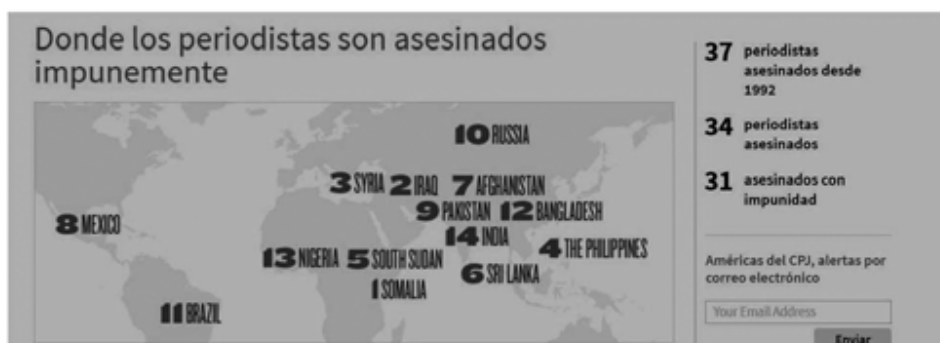 Donde los periodistas son asesinados
impunemente
10 RUSSIA
3 SYRIA 2 IRAQ 7 AFGHANISTAN
9 PAKISTAN 12 BANGLADESH
8 MEXICO
14 INDIA
4 THE PHILIPPINES
13 NIGERIA 5 SOUTH SUDAN
6 SRI LANKA
1 SOMALIA
11 BRAZIL
37 periodistas
asesinados desde
1992
34 periodistas
asesinados
31 asesinados con
impunidad
Américas del CPJ, alertas por
correo electrónico
Your Email Address
Enviar